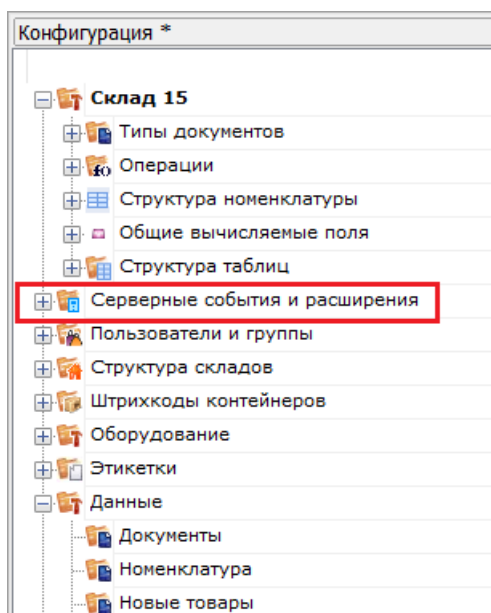 Конфигурация *
Склад 15
Типы документов
Операции
Структура номенклатуры
Общие вычисляемые поля
Структура таблиц
Серверные события и расширения
Пользователи и группы
Структура складов
Штрихкоды контейнеров
Оборудование
Этикетки
Данные
Документы
Номенклатура
Новые товары